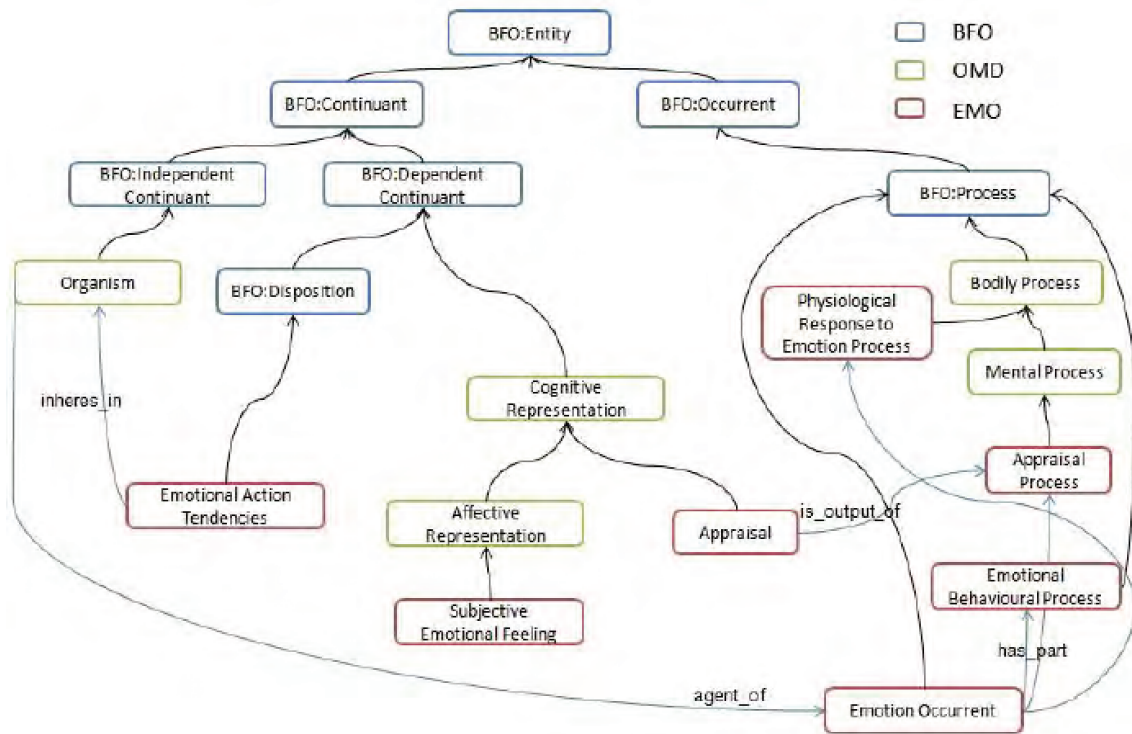 BFO:Entity
BFO
OMD
EMO
BFO:Continuant
BFO:Occurrent
BFO:Independent
Continuant
BFO:Dependent
Continuant
BFO:Process
Organism
BFO:Disposition
Bodily Process
Physiological
Response to
Emotion Process
Mental Process
inheres_in
Cognitive
Representation
Appraisal
Process
Emotional Action
Tendencies
Affective
Representation
Appraisal
is_output_of
Emotional
Behavioural Process
Subjective
Emotional Feeling
has_part
agent_of
Emotion Occurrent